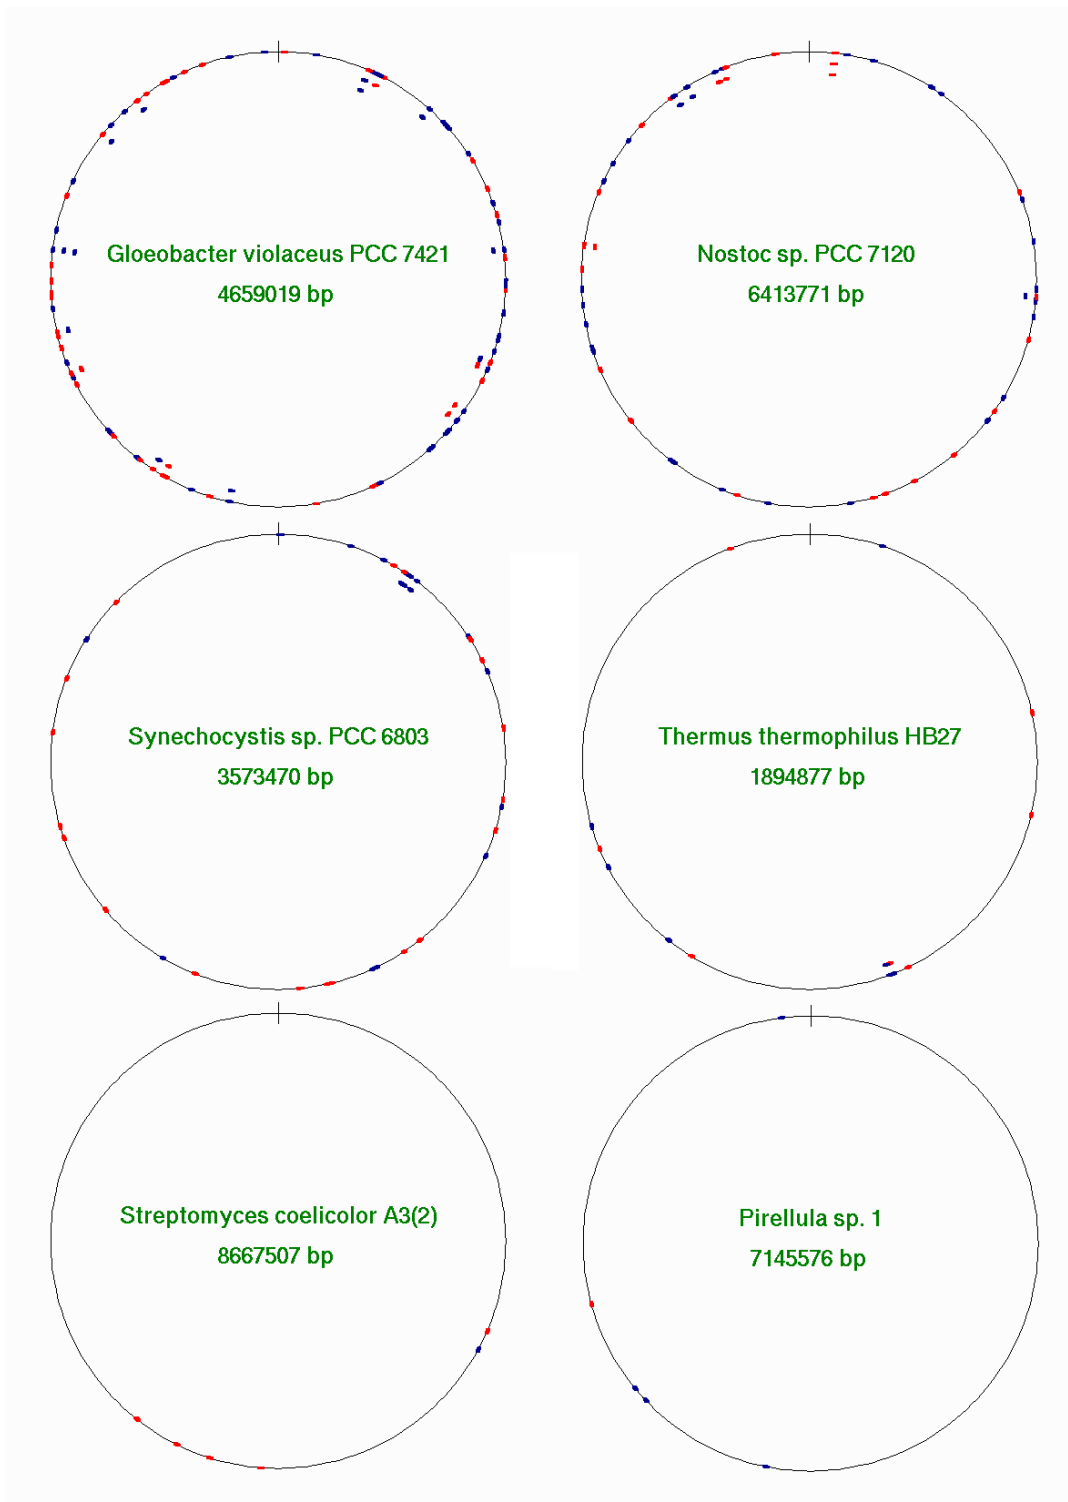 Gloeobacter violaceus PCC 7421
4659019 bp
Nostoc sp. PCC 7120
6413771 bp
Synechocystis sp. PCC 6803
3573470 bp
Thermus thermophilus HB27
1894877 bp
Streptomyces coelicolor A3(2)
8667507 bp
Pirellula sp. 1
7145576 bp